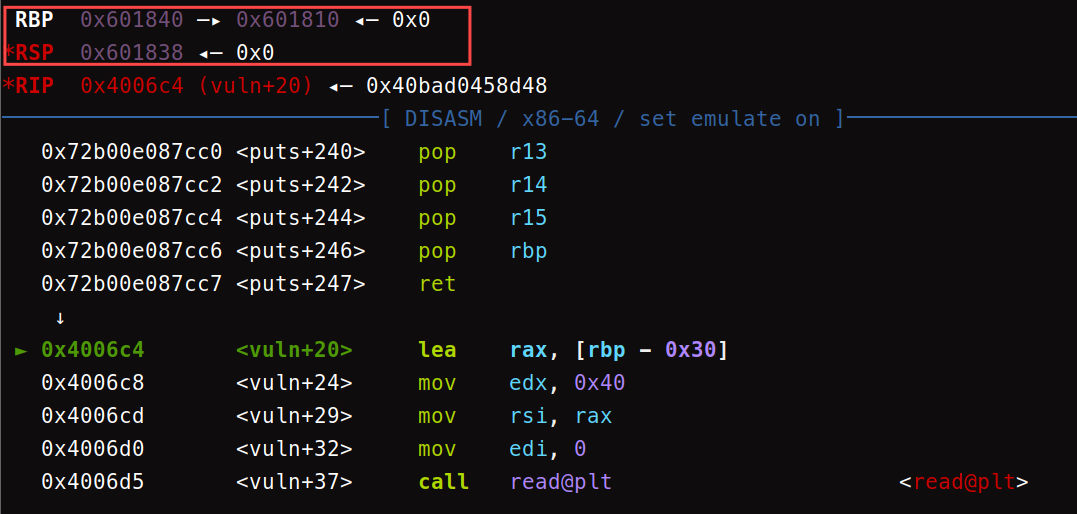 RBP  0x601840 —▸ 0x601810 ◂— 0x0
*RSP  0x601838 ◂— 0x0
*RIP  0x4006c4 (vuln+20) ◂— 0x40bad0458d48
[ DISASM / x86-64 / set emulate on ]
0x72b00e087cc0 <puts+240>    pop    r13
0x72b00e087cc2 <puts+242>    pop    r14
0x72b00e087cc4 <puts+244>    pop    r15
0x72b00e087cc6 <puts+246>    pop    rbp
0x72b00e087cc7 <puts+247>    ret
↓
► 0x4006c4       <vuln+20>     lea    rax, [rbp - 0x30]
0x4006c8       <vuln+24>     mov    edx, 0x40
0x4006cd       <vuln+29>     mov    rsi, rax
0x4006d0       <vuln+32>     mov    edi, 0
0x4006d5       <vuln+37>     call   read@plt                      <read@plt>